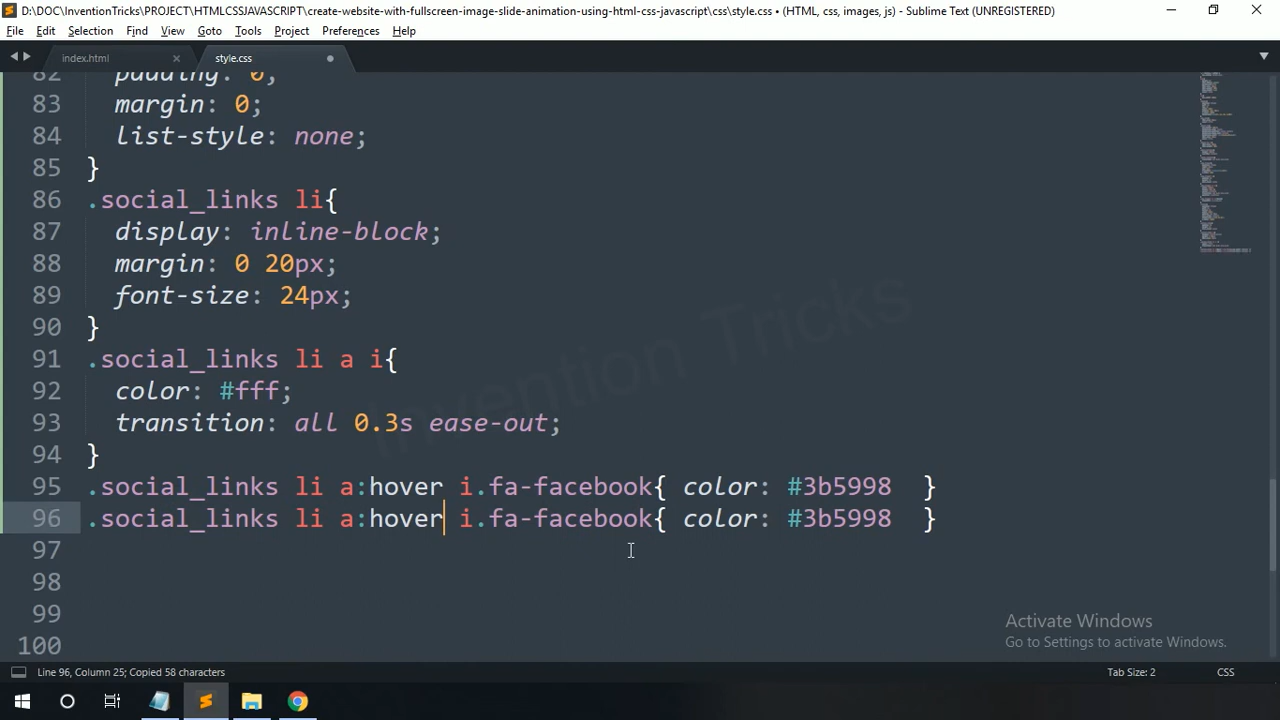 D:\DOC\InventionTricks\PROJECT\HTMLCSSJAVASCRIPT\create-website-with-fullscreen-image-slide-animation-using-html-css-javascript\css\style.css • (HTML, css, images, js) - Sublime Text (UNREGISTERED)
File Edit Selection Find View Goto Tools Project Preferences Help
index.html style.css
82 padding: 0;
83 margin: 0;
84 list-style: none;
85 }
86 .social_links li{
87 display: inline-block;
88 margin: 0 20px;
89 font-size: 24px;
90 }
91 .social_links li a i{
92 color: #fff;
93 transition: all 0.3s ease-out;
94 }
95 .social_links li a:hover i.fa-facebook{ color: #3b5998 }
96 .social_links li a:hover i.fa-facebook{ color: #3b5998 }
97
98
99
100
Invention Tricks
Activate Windows
Go to Settings to activate Windows.
Line 96, Column 25; Copied 58 characters Tab Size: 2 CSS